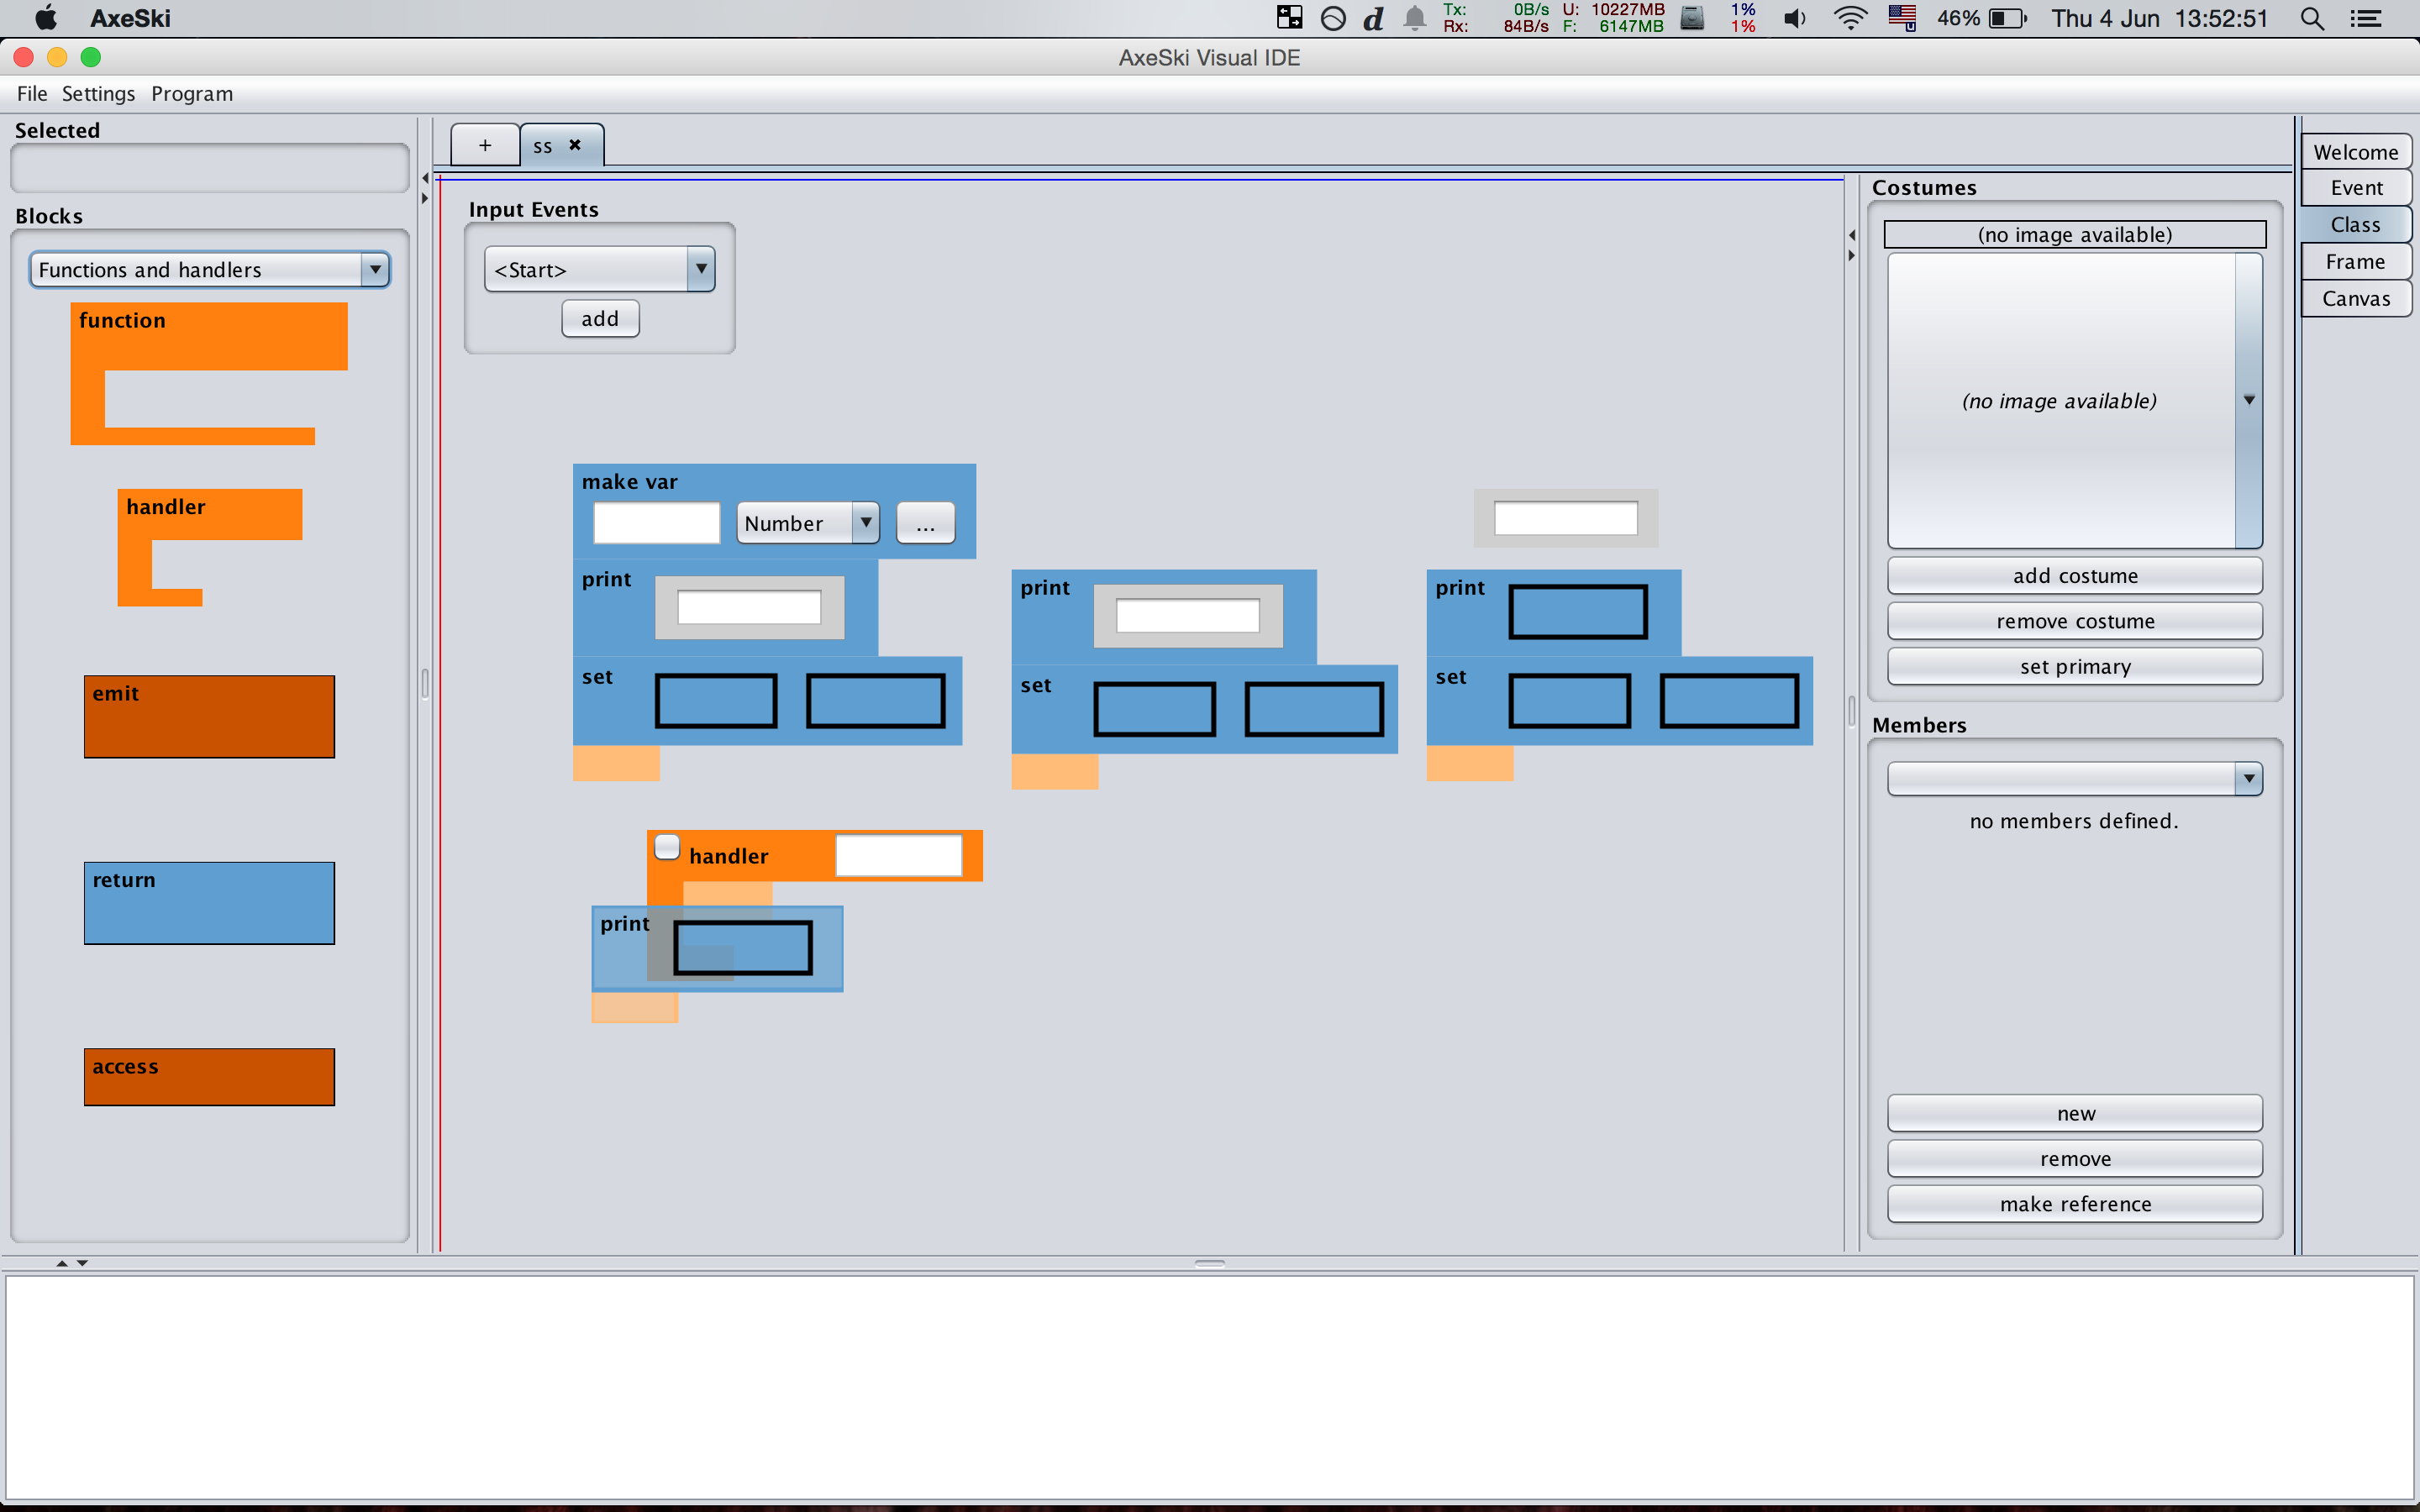 AxeSki
d
Tx: 0B/s U: 10227MB 1%
Rx: 84B/s F: 6147MB 1%
U
46% Thu 4 Jun 13:52:51
AxeSki Visual IDE
File Settings Program
Selected
Blocks
Functions and handlers
function
handler
emit
return
access
+
ss ✖
Input Events
<Start>
add
make var
Number
...
print
set
print
set
print
set
handler
print
Costumes
(no image available)
(no image available)
add costume
remove costume
set primary
Members
no members defined.
new
remove
make reference
Welcome
Event
Class
Frame
Canvas